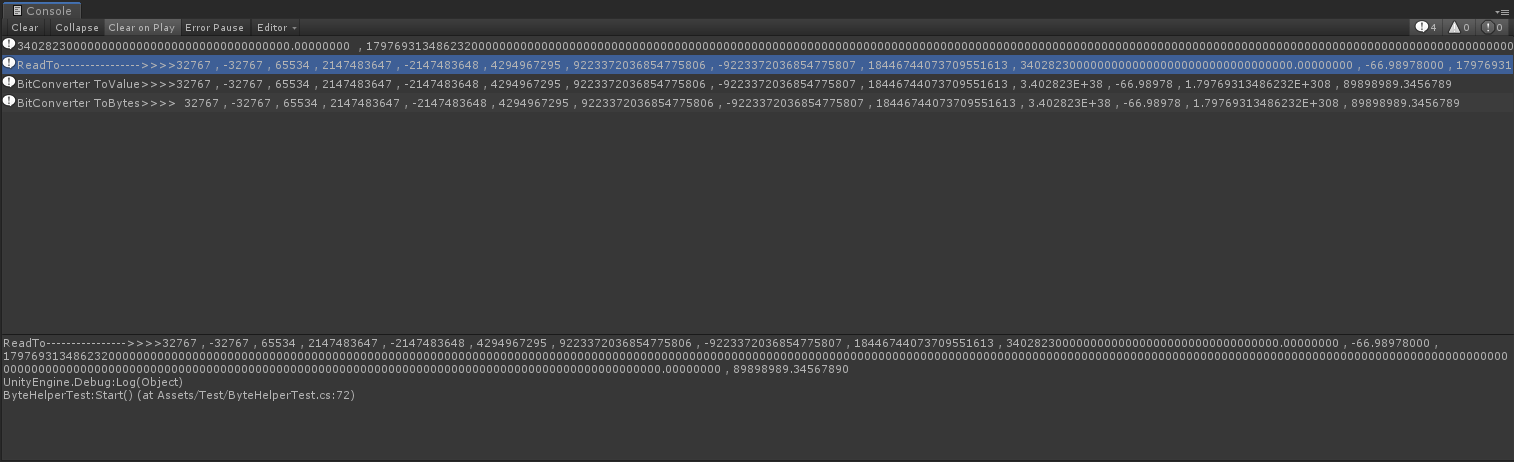 Console
Clear Collapse Clear on Play Error Pause Editor 4 0 0
340282300000000000000000000000000000000.00000000 , 1797693134862320000000000000000000000000000000000000000000000000000000000000000000000000000000000000000000000000000000000000000000000000000000000000000000000
ReadTo---------------->>>>32767 , -32767 , 65534 , 2147483647 , -2147483648 , 4294967295 , 9223372036854775806 , -9223372036854775807 , 18446744073709551613 , 340282300000000000000000000000000000000.00000000 , -66.98978000 , 17976931
BitConverter ToValue>>>>32767 , -32767 , 65534 , 2147483647 , -2147483648 , 4294967295 , 9223372036854775806 , -9223372036854775807 , 18446744073709551613 , 3.402823E+38 , -66.98978 , 1.79769313486232E+308 , 89898989.3456789
BitConverter ToBytes>>>> 32767 , -32767 , 65534 , 2147483647 , -2147483648 , 4294967295 , 9223372036854775806 , -9223372036854775807 , 18446744073709551613 , 3.402823E+38 , -66.98978 , 1.79769313486232E+308 , 89898989.3456789
ReadTo---------------->>>>32767 , -32767 , 65534 , 2147483647 , -2147483648 , 4294967295 , 9223372036854775806 , -9223372036854775807 , 18446744073709551613 , 340282300000000000000000000000000000000.00000000 , -66.98978000 ,
17976931348623200000000000000000000000000000000000000000000000000000000000000000000000000000000000000000000000000000000000000000000000000000000000000000000000000000000000000000000000000000000000000000000000000000000
0000000000000000000000000000000000000000000000000000000000000000000000000000000000000000000000.00000000 , 89898989.34567890
UnityEngine.Debug:Log(Object)
ByteHelperTest:Start() (at Assets/Test/ByteHelperTest.cs:72)